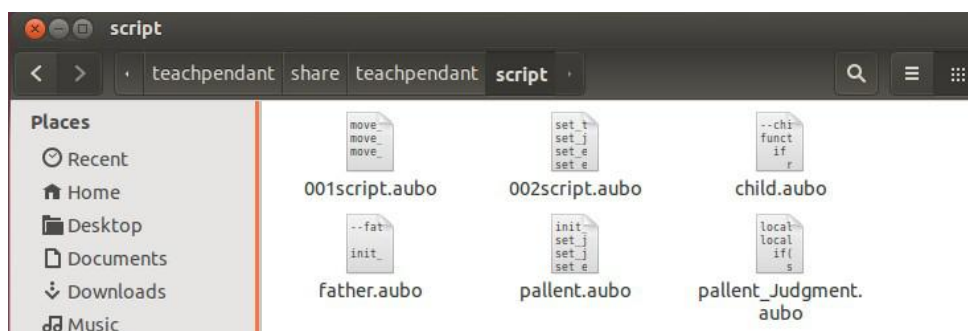 script
teachpendant share teachpendant script
Places
Recent
Home
Desktop
Documents
Downloads
Music
move_
move_
move_
001script.aubo
set_t
set_j
set_e
set e
002script.aubo
--chi
funct
if
r
child.aubo
--fat
init_
father.aubo
init_
set_j
set_j
set e
pallent.aubo
local
local
if(
s
pallent_Judgment.
aubo